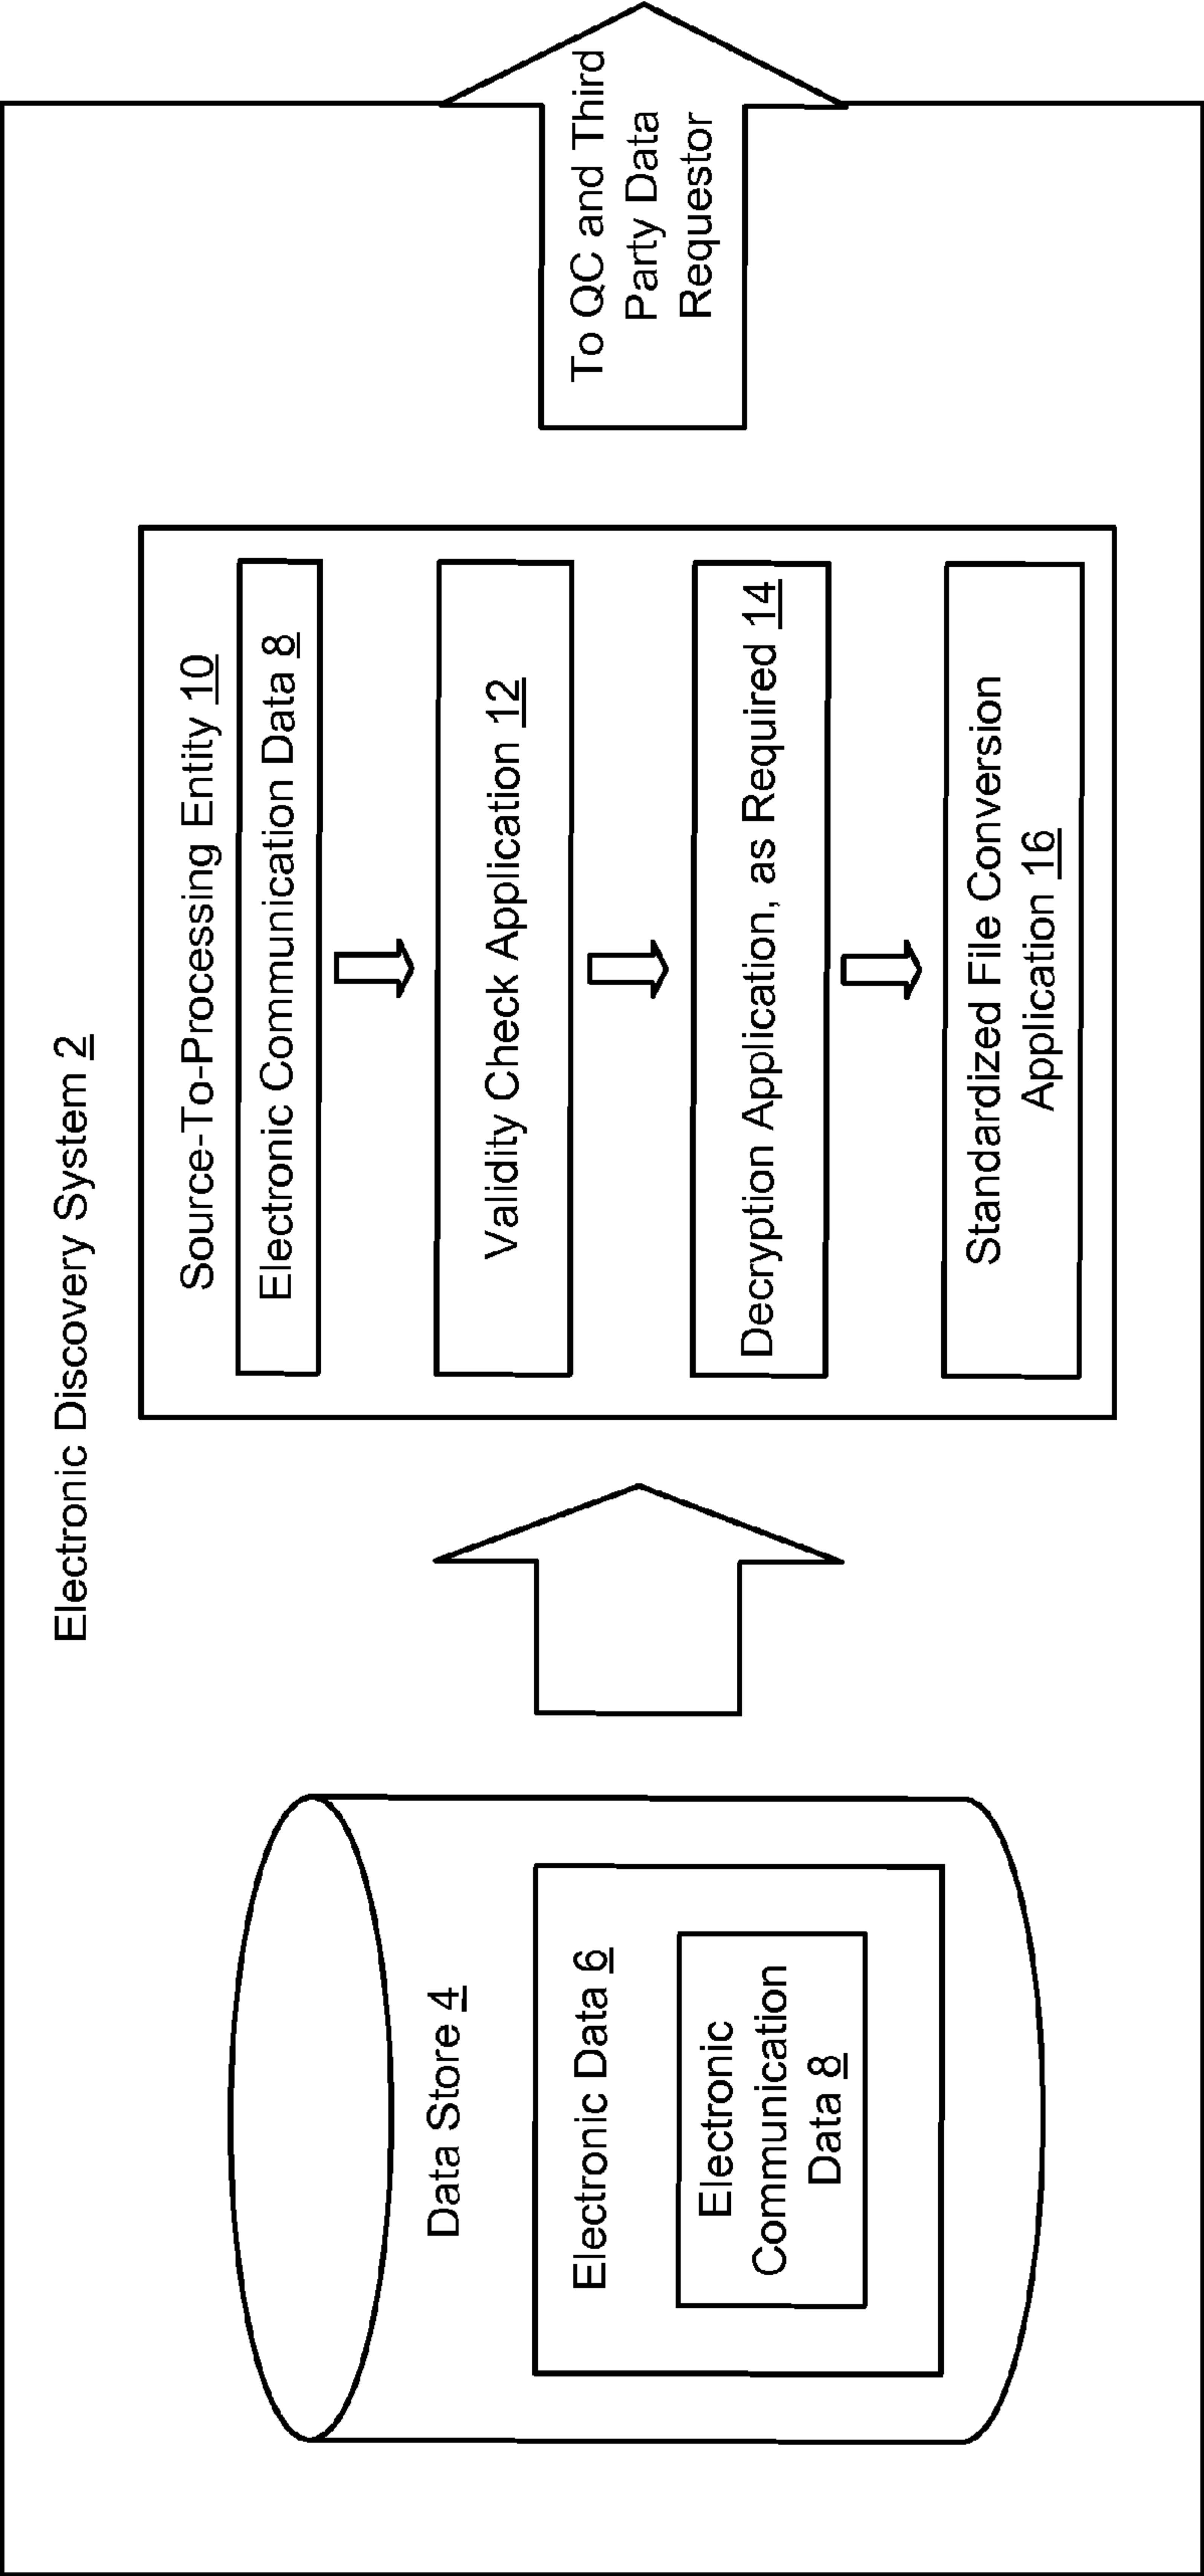 Electronic Discovery System 2
Data Store 4
Electronic Data 6
Electronic
Communication
Data 8
Source-To-Processing Entity 10
Electronic Communication Data 8
Validity Check Application 12
Decryption Application, as Required 14
Standardized File Conversion
Application 16
To QC and Third
Party Data
Requestor